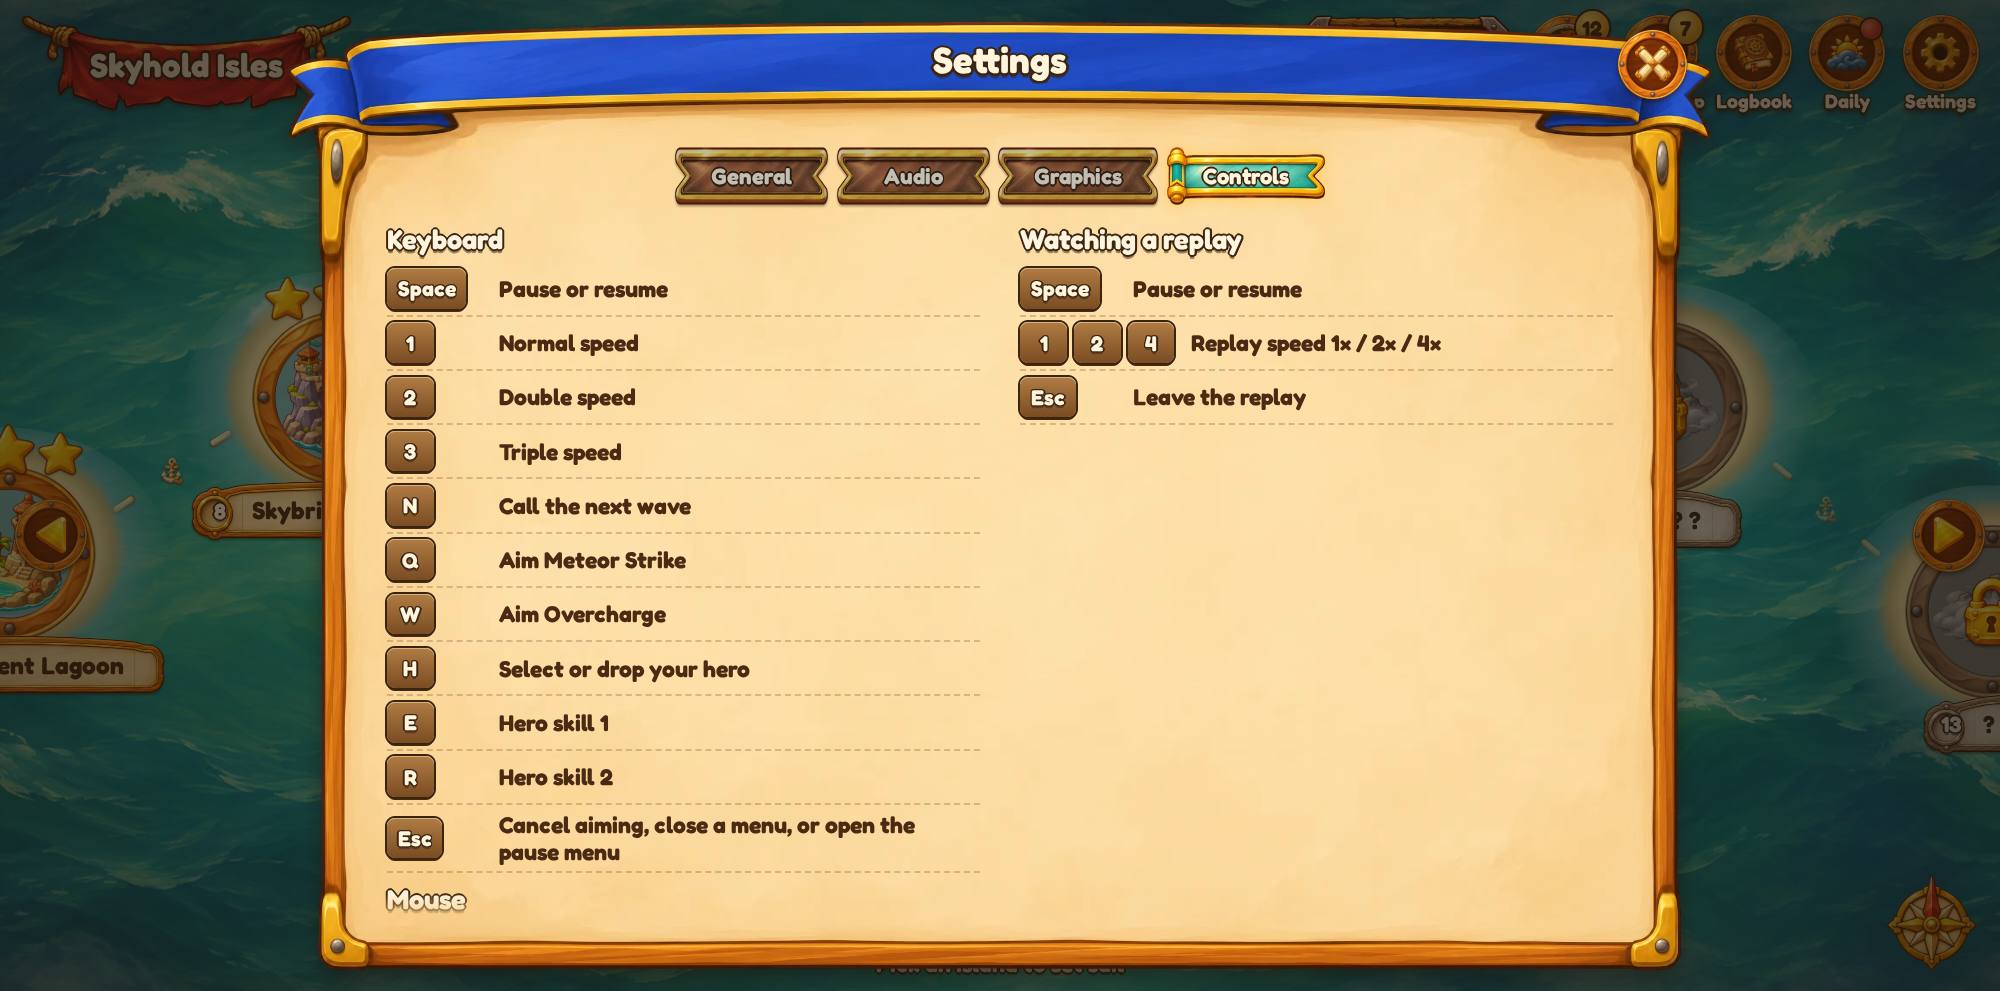 Skyhold Isles
Settings
12
7
Logbook
Daily
Settings
General
Audio
Graphics
Controls
Keyboard
Space Pause or resume
1 Normal speed
2 Double speed
3 Triple speed
N Call the next wave
Q Aim Meteor Strike
W Aim Overcharge
H Select or drop your hero
E Hero skill 1
R Hero skill 2
Esc Cancel aiming, close a menu, or open the
pause menu
Mouse
Watching a replay
Space Pause or resume
1 2 4 Replay speed 1x / 2x / 4x
Esc Leave the replay
8 Skybri
ent Lagoon
? ?
13 ?